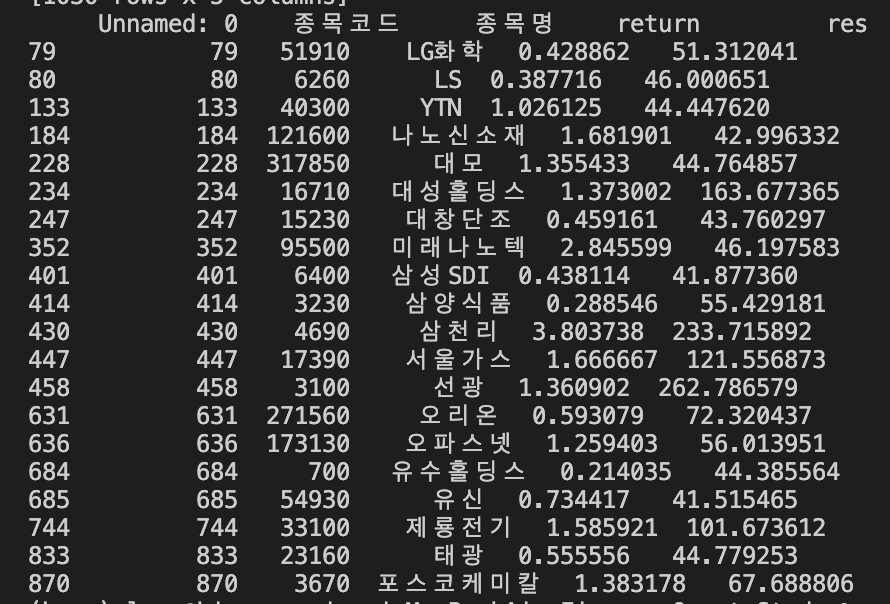 Unnamed: 0 종목코드 종목명 return res
79 79 51910 LG화학 0.428862 51.312041
80 80 6260 LS 0.387716 46.000651
133 133 40300 YTN 1.026125 44.447620
184 184 121600 나노신소재 1.681901 42.996332
228 228 317850 대모 1.355433 44.764857
234 234 16710 대성홀딩스 1.373002 163.677365
247 247 15230 대창단조 0.459161 43.760297
352 352 95500 미래나노텍 2.845599 46.197583
401 401 6400 삼성SDI 0.438114 41.877360
414 414 3230 삼양식품 0.288546 55.429181
430 430 4690 삼천리 3.803738 233.715892
447 447 17390 서울가스 1.666667 121.556873
458 458 3100 선광 1.360902 262.786579
631 631 271560 오리온 0.593079 72.320437
636 636 173130 오파스넷 1.259403 56.013951
684 684 700 유수홀딩스 0.214035 44.385564
685 685 54930 유신 0.734417 41.515465
744 744 33100 제룡전기 1.585921 101.673612
833 833 23160 태광 0.555556 44.779253
870 870 3670 포스코케미칼 1.383178 67.688806